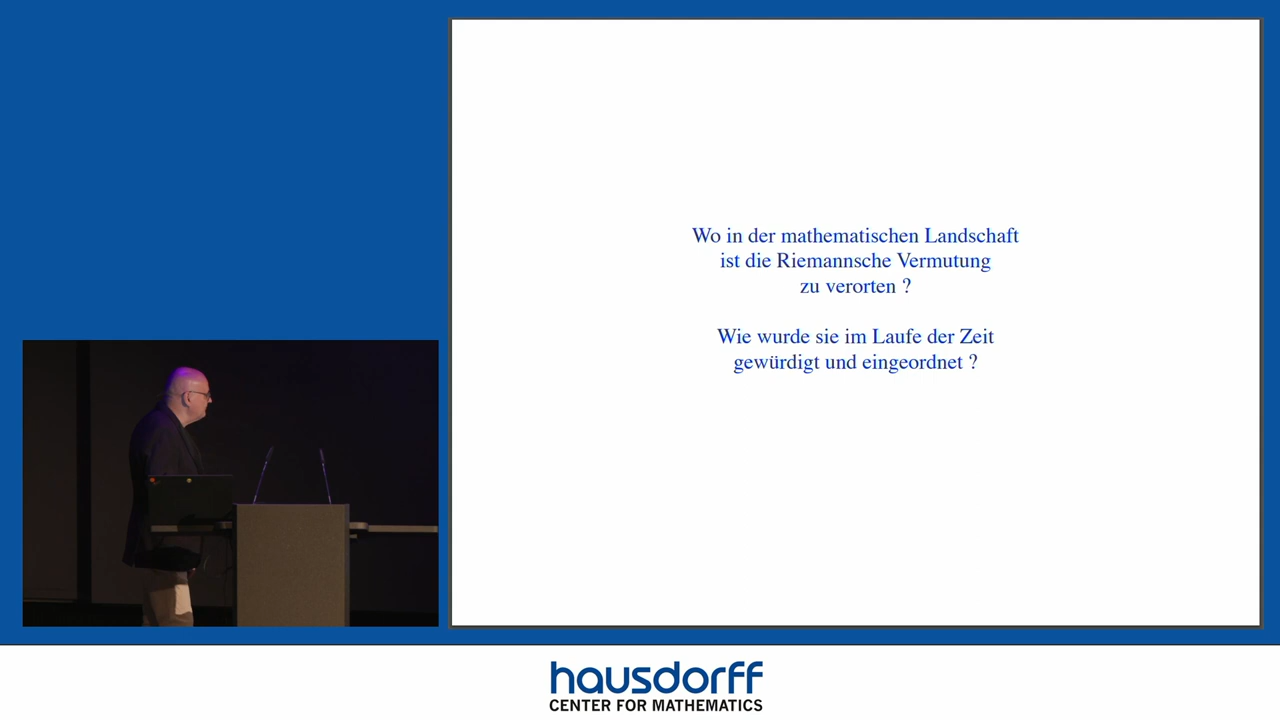 Wo in der mathematischen Landschaft
ist die Riemannsche Vermutung
zu verorten ?
Wie wurde sie im Laufe der Zeit
gewürdigt und eingeordnet ?
hausdorff
CENTER FOR MATHEMATICS